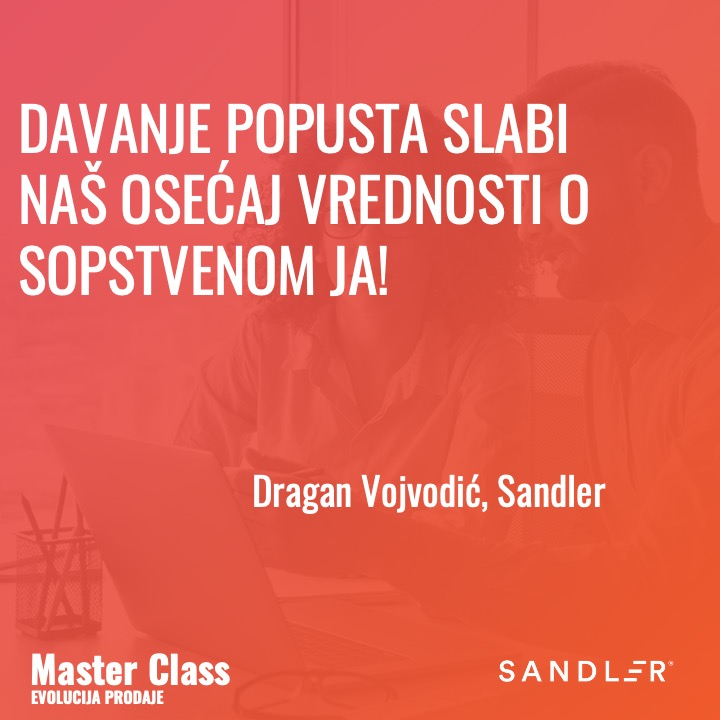 DAVANJE POPUSTA SLABI
NAŠ OSEĆAJ VREDNOSTI O
SOPSTVENOM JA!
Dragan Vojvodić, Sandler
Master Class
EVOLUCIJA PRODAJE
SANDLER®